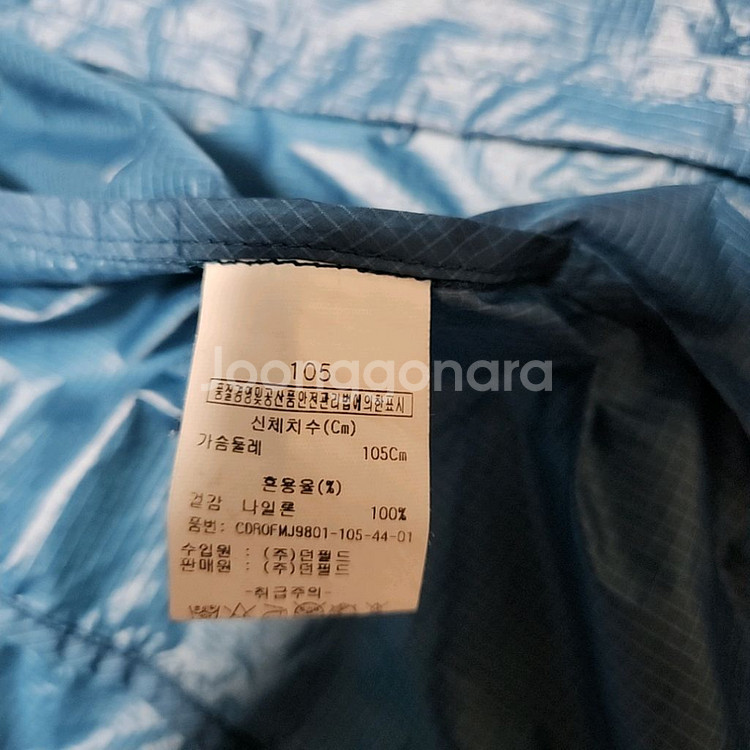 105
Joonggonara
품질경영및공산품안전관리법에의한표시
신체치수(Cm)
가슴둘레 105Cm
혼용율(%)
겉감 나일론 100%
품번: CDROFMJ9801-105-44-01
수입원 : (주)던필드
판매원 : (주)던필드
-취급주의-